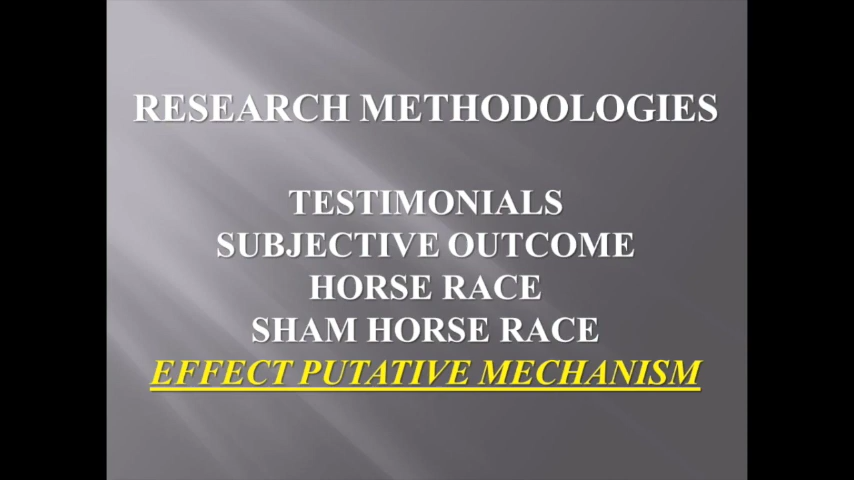 RESEARCH METHODOLOGIES
TESTIMONIALS
SUBJECTIVE OUTCOME
HORSE RACE
SHAM HORSE RACE
EFFECT PUTATIVE MECHANISM